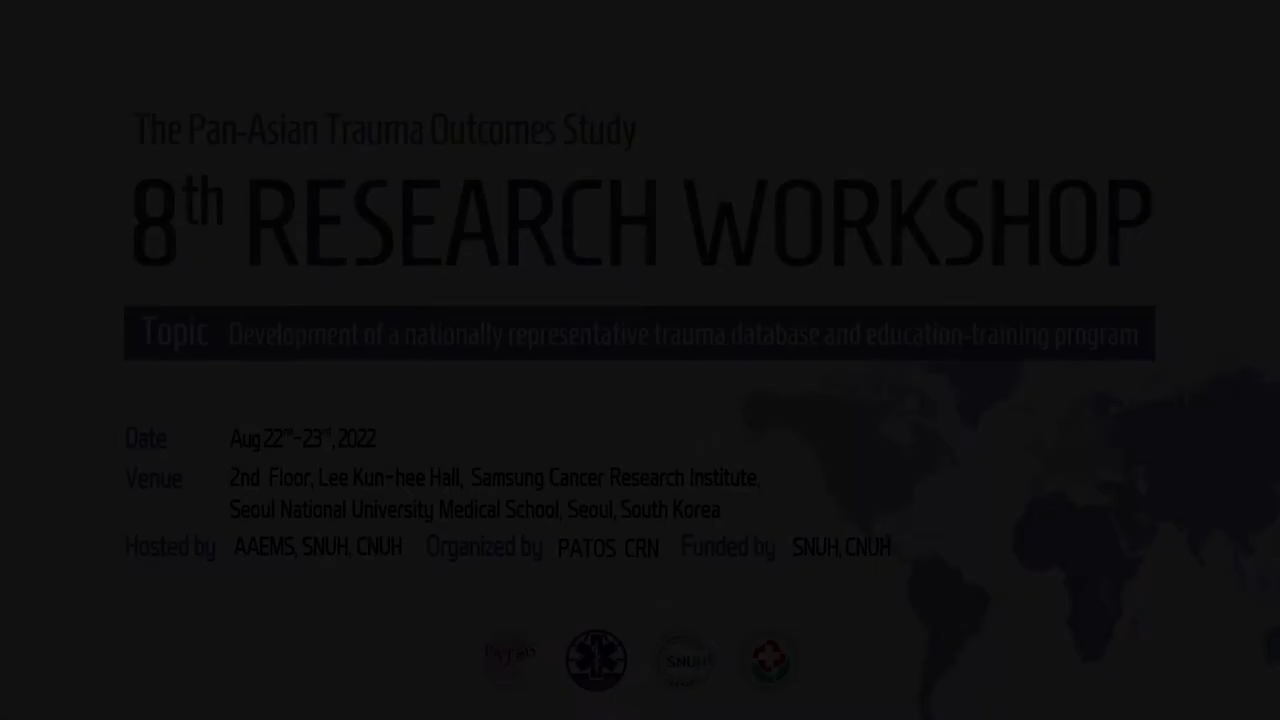 The Pan-Asian Trauma Outcomes Study
8th RESEARCH WORKSHOP
Topic Development of a nationally representative trauma database and education-training program
Date Aug 22nd-23rd, 2022
Venue 2nd Floor, Lee Kun-hee Hall, Samsung Cancer Research Institute,
Seoul National University Medical School, Seoul, South Korea
Hosted by AAEMS, SNUH, CNUH Organized by PATOS CRN Funded by SNUH, CNUH
PATOS SNUH